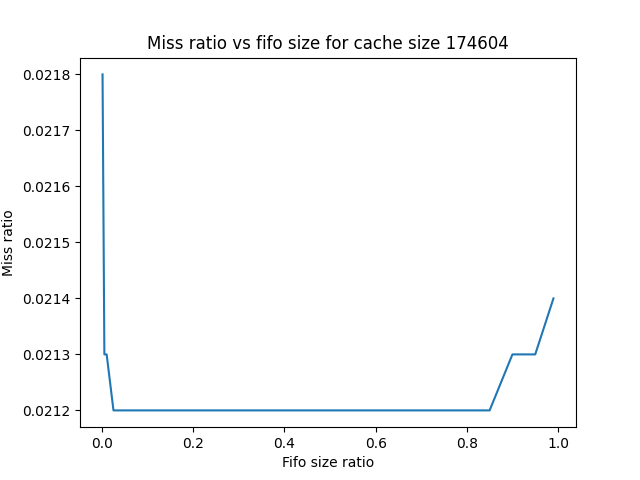 Miss ratio vs fifo size for cache size 174604
0.0218
0.0217
0.0216
0.0215
0.0214
0.0213
0.0212
Miss ratio
0.0 0.2 0.4 0.6 0.8 1.0
Fifo size ratio